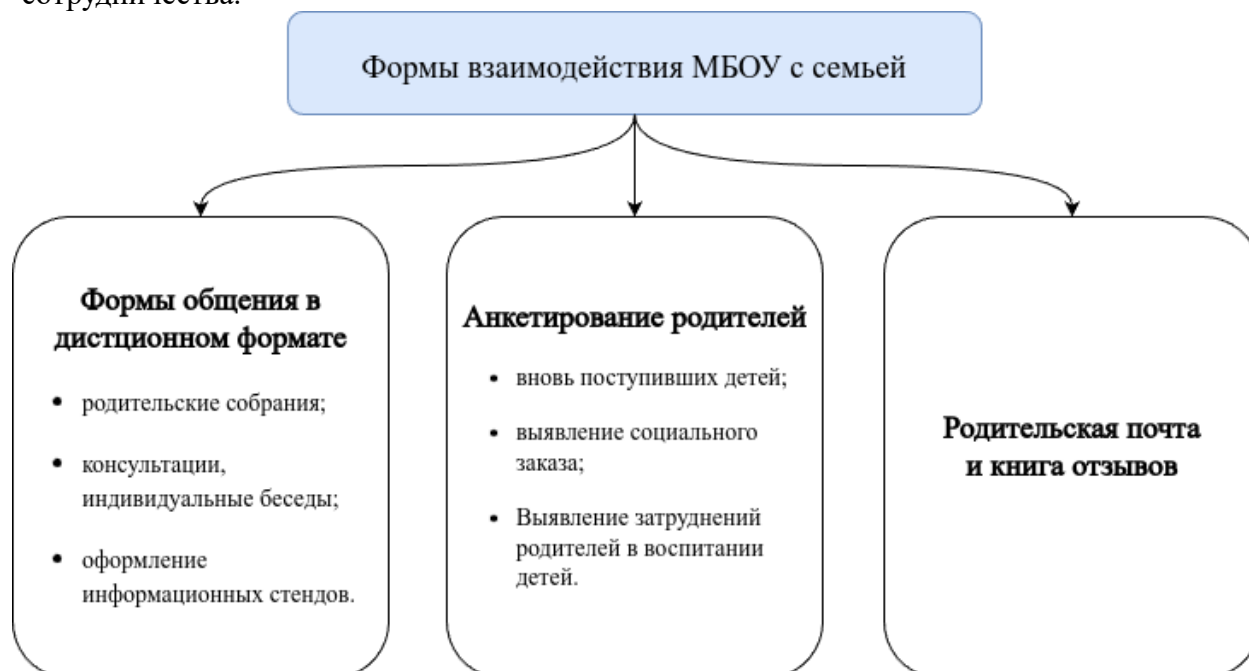 сотрудничества.
Формы взаимодействия МБОУ с семьей
Формы общения в
дистционном формате
• родительские собрания;
• консультации,
индивидуальные беседы;
• оформление
информационных стендов.
Анкетирование родителей
• вновь поступивших детей;
• выявление социального
заказа;
• Выявление затруднений
родителей в воспитании
детей.
Родительская почта
и книга отзывов